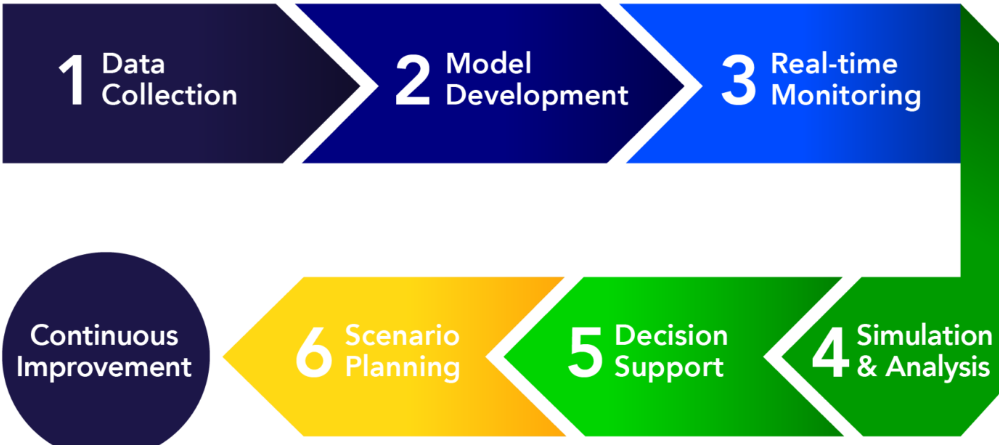 1 Data
Collection
2 Model
Development
3 Real-time
Monitoring
4 Simulation
& Analysis
5 Decision
Support
6 Scenario
Planning
Continuous
Improvement